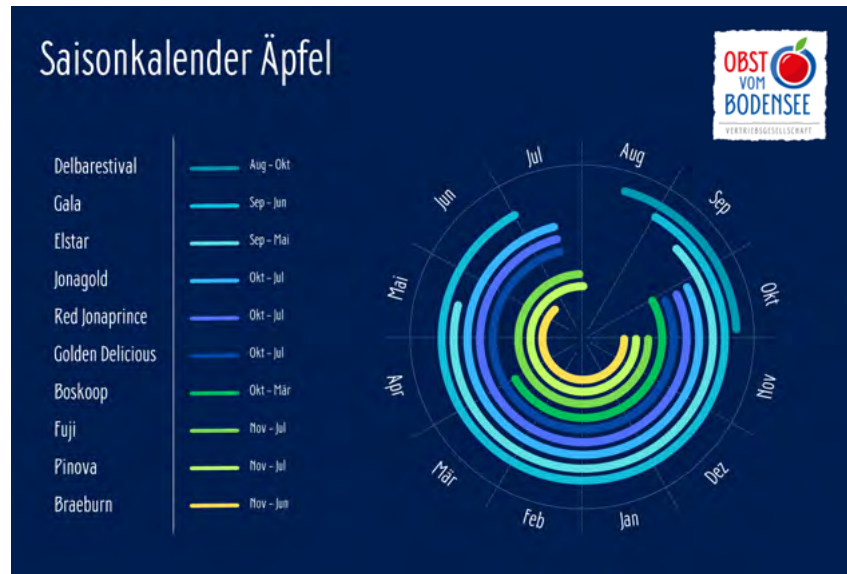 Saisonkalender Äpfel
OBST
VOM
BODENSEE
VERTRIEBSGESELLSCHAFT
Delbarestival Aug – Okt
Gala Sep – Jun
Elstar Sep – Mai
Jonagold Okt – Jul
Red Jonaprince Okt – Jul
Golden Delicious Okt – Jul
Boskoop Okt – Mär
Fuji Nov – Jul
Pinova Nov – Jul
Braeburn Nov – Jun
Aug
Sep
Okt
Nov
Dez
Jan
Feb
Mär
Apr
Mai
Jun
Jul